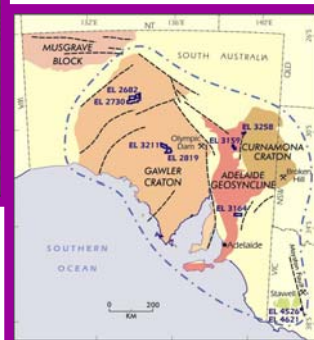 132°E
NT
136°E
140°E
MUSGRAVE
BLOCK
SOUTH AUSTRALIA
QLD
WA
EL 2682
EL 2730
Olympic
Dam
EL 3258
EL 3159
CURNAMONA
CRATON
EL 3211
EL 2819
GAWLER
CRATON
ADELAIDE
GEOSYNCLINE
Broken
Hill
NSW
EL 3164
Adelaide
SOUTHERN
OCEAN
VIC
Stawell
EL 4526
EL 4621
0
200
KM